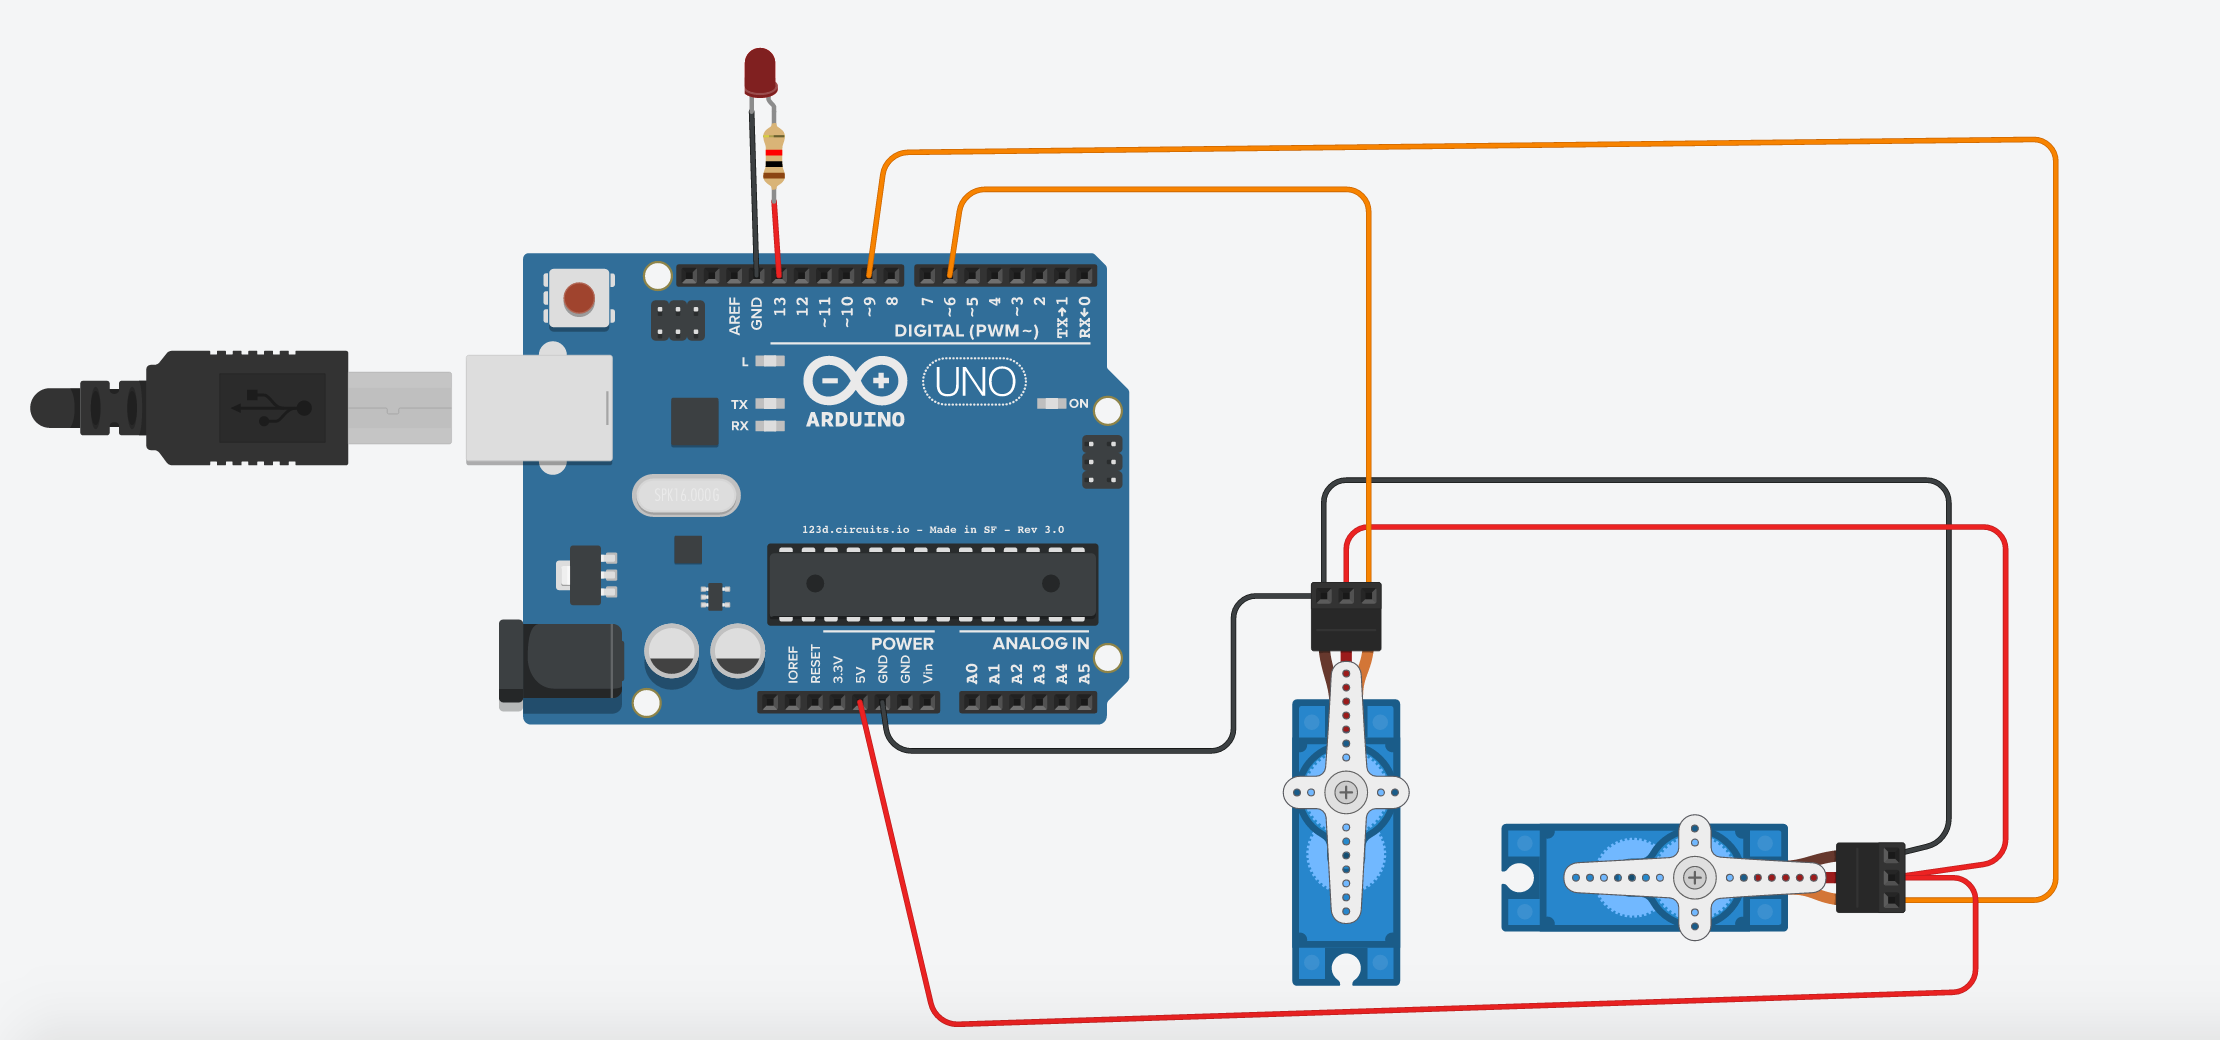 AREF
GND
13
12
~11
~10
~9
8
7
~6
~5
4
~3
2
TX→1
RX←0
DIGITAL (PWM~)
L
TX
RX
ARDUINO
UNO
ON
SPK16.000G
123d.circuits.io - Made in SF - Rev 3.0
POWER
ANALOG IN
IOREF
RESET
3.3V
5V
GND
GND
Vin
A0
A1
A2
A3
A4
A5